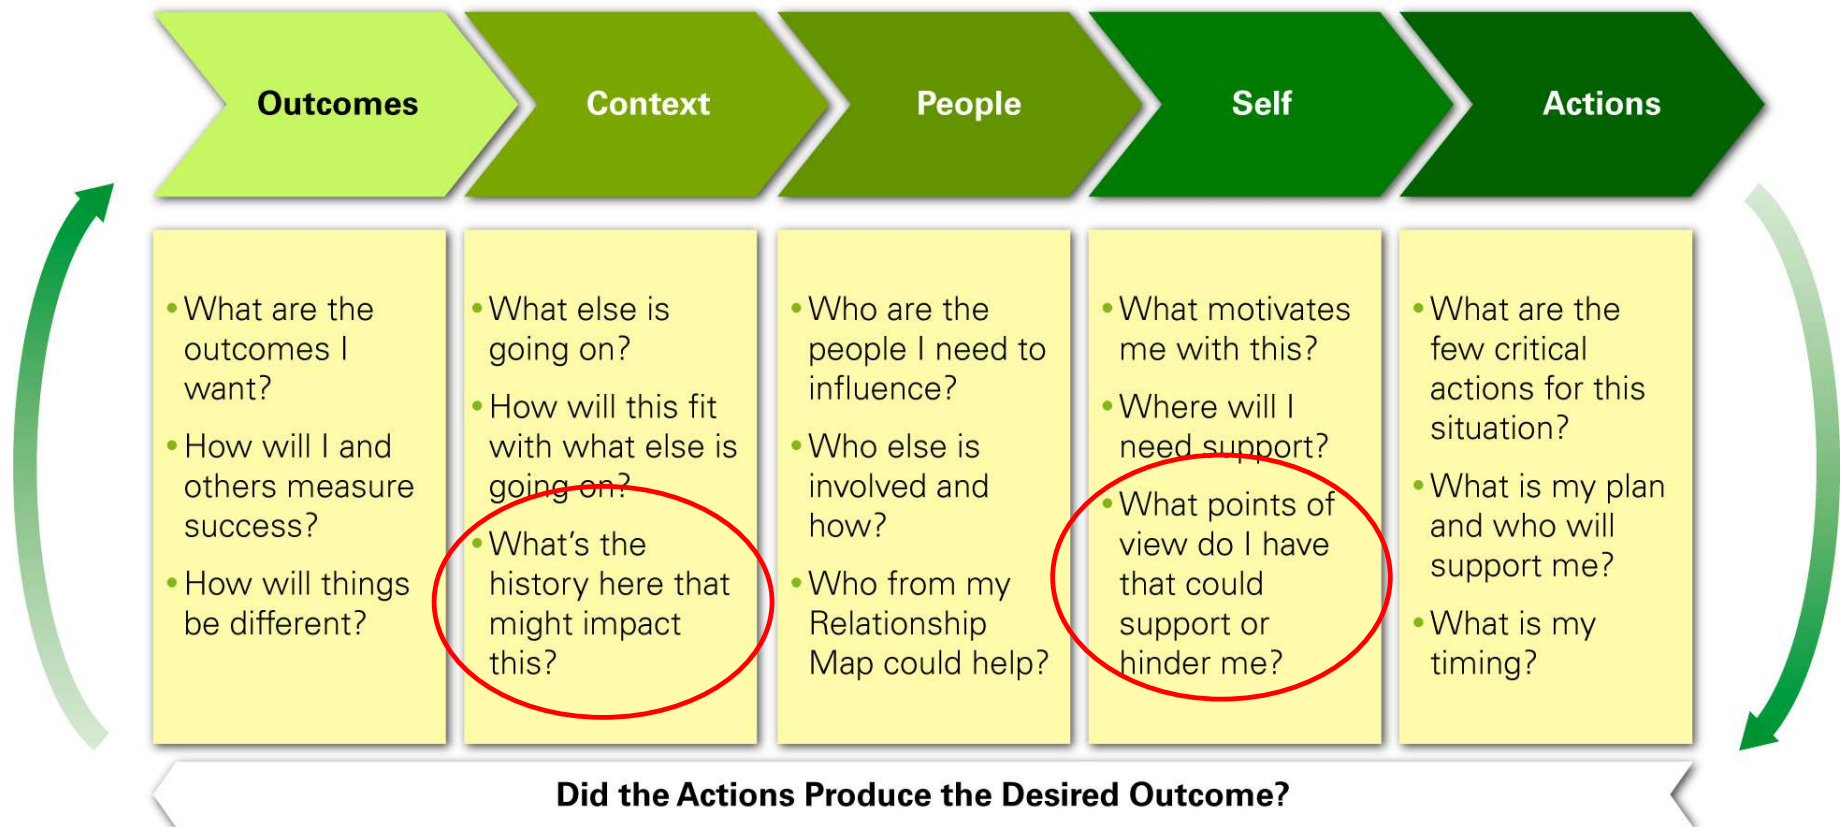 Outcomes
Context
People
Self
Actions
• What are the
outcomes I
want?
• How will I and
others measure
success?
• How will things
be different?
• What else is
going on?
• How will this fit
with what else is
going on?
• What's the
history here that
might impact
this?
• Who are the
people I need to
influence?
• Who else is
involved and
how?
• Who from my
Relationship
Map could help?
• What motivates
me with this?
• Where will I
need support?
• What points of
view do I have
that could
support or
hinder me?
• What are the
few critical
actions for this
situation?
• What is my plan
and who will
support me?
• What is my
timing?
Did the Actions Produce the Desired Outcome?